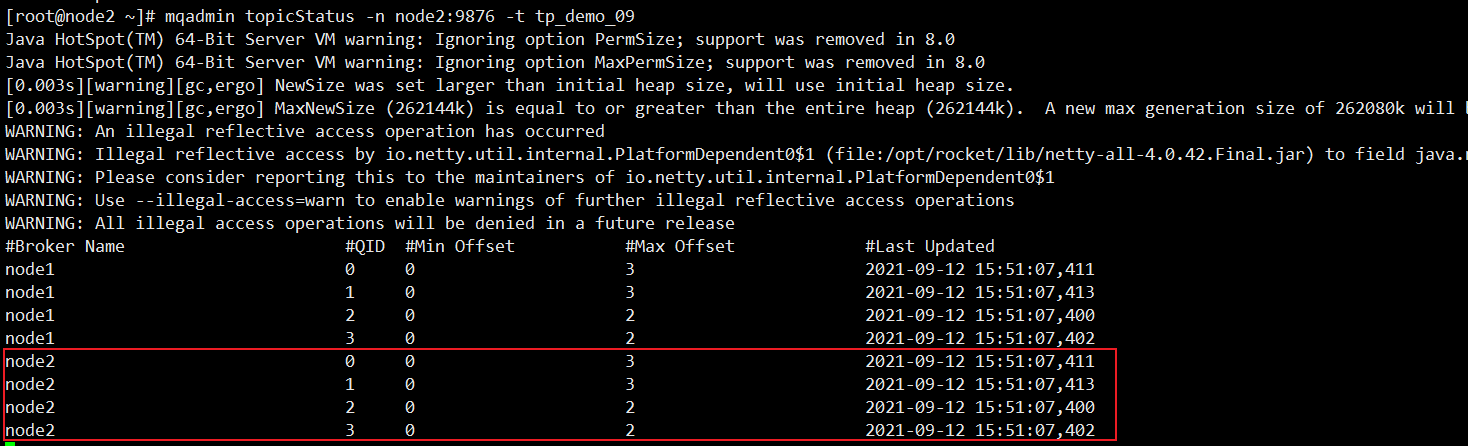 [root@node2 ~]# mqadmin topicStatus -n node2:9876 -t tp_demo_09
Java HotSpot(TM) 64-Bit Server VM warning: Ignoring option PermSize; support was removed in 8.0
Java HotSpot(TM) 64-Bit Server VM warning: Ignoring option MaxPermSize; support was removed in 8.0
[0.003s][warning][gc,ergo] NewSize was set larger than initial heap size, will use initial heap size.
[0.003s][warning][gc,ergo] MaxNewSize (262144k) is equal to or greater than the entire heap (262144k).  A new max generation size of 262080k will
WARNING: An illegal reflective access operation has occurred
WARNING: Illegal reflective access by io.netty.util.internal.PlatformDependent0$1 (file:/opt/rocket/lib/netty-all-4.0.42.Final.jar) to field java.
WARNING: Please consider reporting this to the maintainers of io.netty.util.internal.PlatformDependent0$1
WARNING: Use --illegal-access=warn to enable warnings of further illegal reflective access operations
WARNING: All illegal access operations will be denied in a future release
#Broker Name #QID #Min Offset #Max Offset #Last Updated
node1 0 0 3 2021-09-12 15:51:07,411
node1 1 0 3 2021-09-12 15:51:07,413
node1 2 0 2 2021-09-12 15:51:07,400
node1 3 0 2 2021-09-12 15:51:07,402
node2 0 0 3 2021-09-12 15:51:07,411
node2 1 0 3 2021-09-12 15:51:07,413
node2 2 0 2 2021-09-12 15:51:07,400
node2 3 0 2 2021-09-12 15:51:07,402